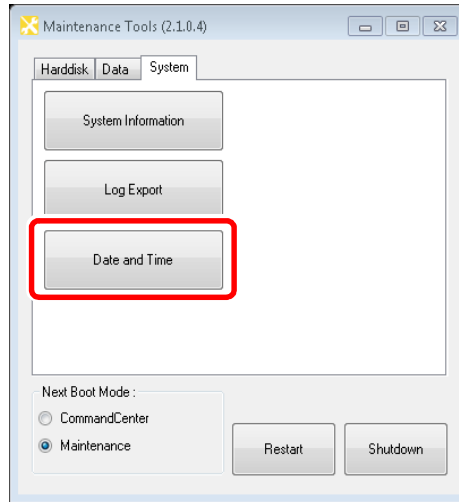 Maintenance Tools (2.1.0.4)
Harddisk Data System
System Information
Log Export
Date and Time
Next Boot Mode :
CommandCenter
Maintenance
Restart Shutdown